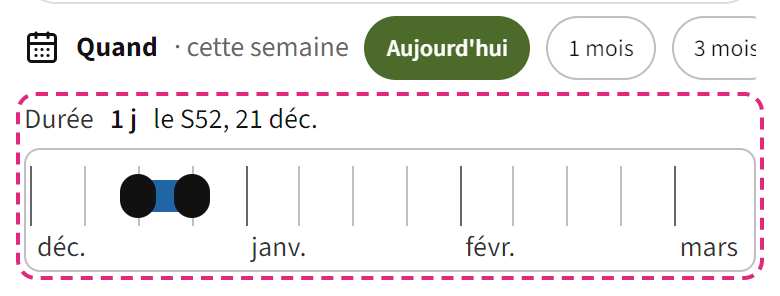 Quand · cette semaine Aujourd'hui 1 mois 3 mois
Durée 1 j le S52, 21 déc.
déc. janv. févr. mars